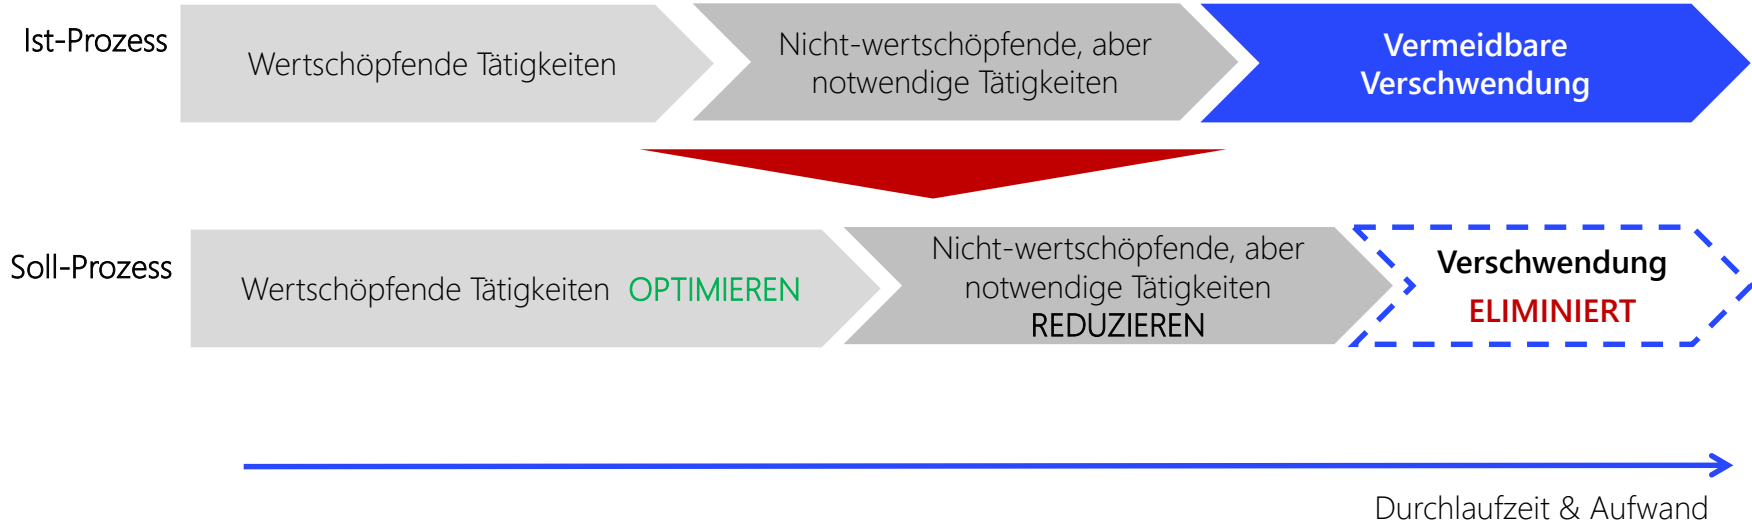 Ist-Prozess
Wertschöpfende Tätigkeiten
Nicht-wertschöpfende, aber
notwendige Tätigkeiten
Vermeidbare
Verschwendung
Soll-Prozess
Wertschöpfende Tätigkeiten OPTIMIEREN
Nicht-wertschöpfende, aber
notwendige Tätigkeiten
REDUZIEREN
Verschwendung
ELIMINIERT
Durchlaufzeit & Aufwand